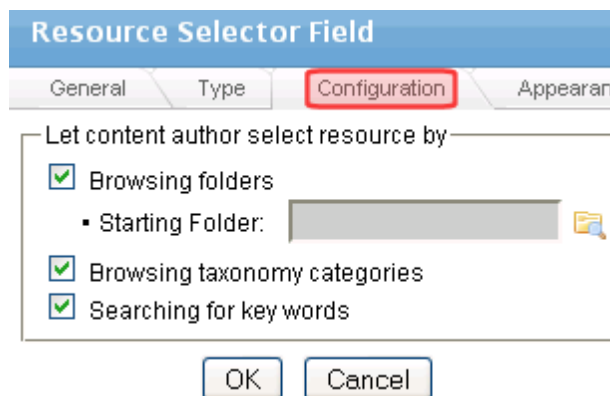 Resource Selector Field
General Type Configuration Appearan
Let content author select resource by
Browsing folders
▪ Starting Folder:
Browsing taxonomy categories
Searching for key words
OK Cancel